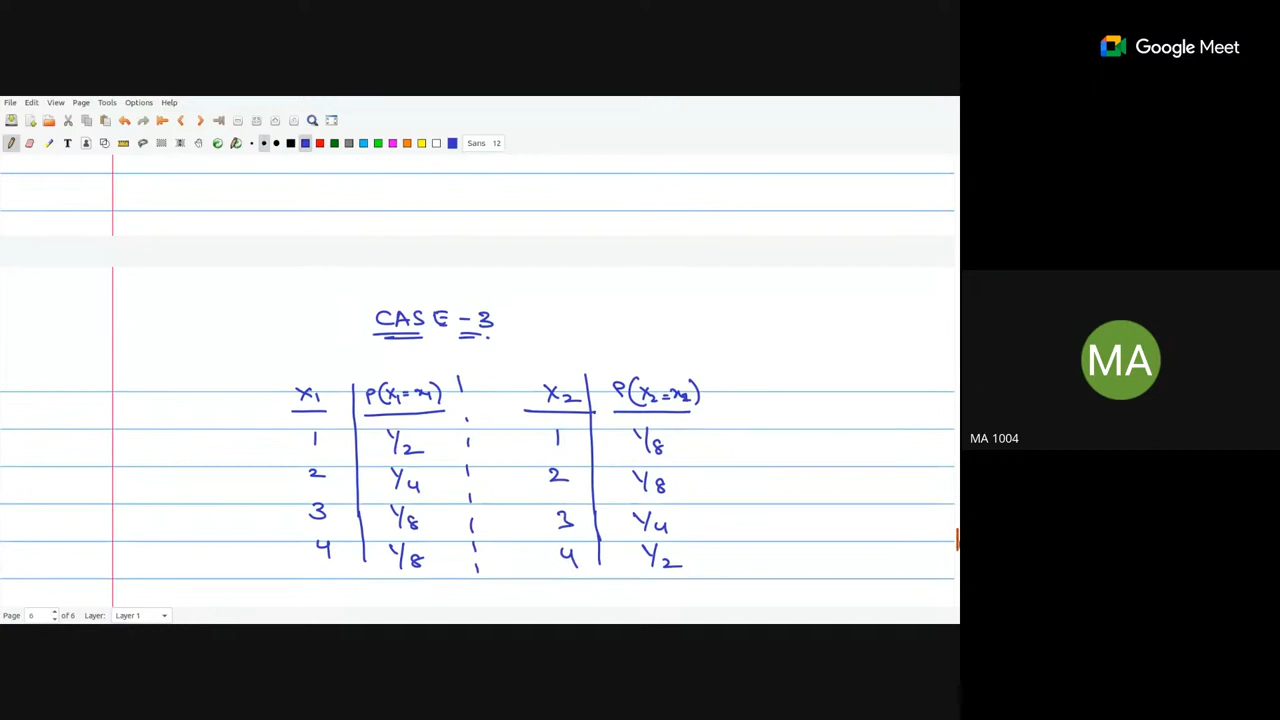 Google Meet
File Edit View Page Tools Options Help
Sans 12
CASE - 3
X1 P(X1=x1) X2 P(X2=x2)
1 1/2 1 1/8
2 1/4 2 1/8
3 1/8 3 1/4
4 1/8 4 1/2
MA
MA 1004
Page 6 of 6 Layer: Layer 1